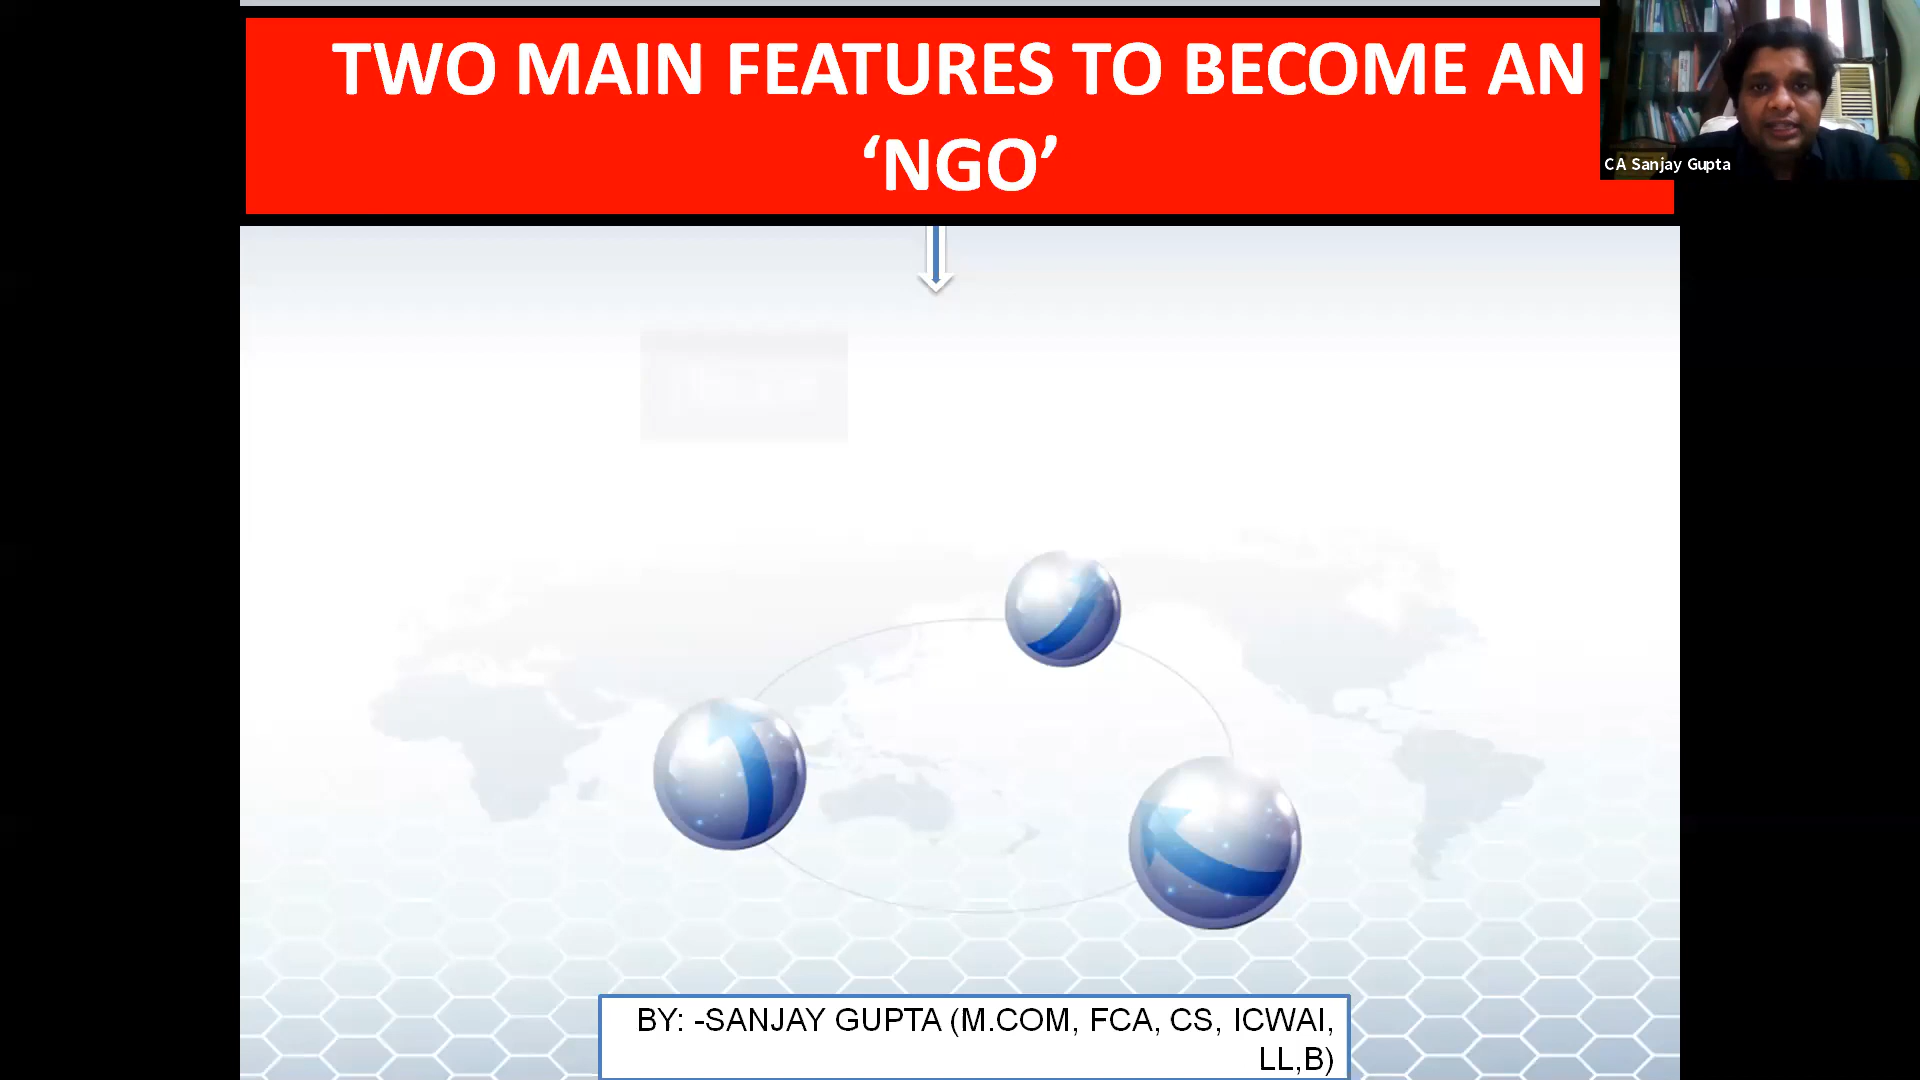 TWO MAIN FEATURES TO BECOME AN
‘NGO’
CA Sanjay Gupta
BY: -SANJAY GUPTA (M.COM, FCA, CS, ICWAI,
LL,B)